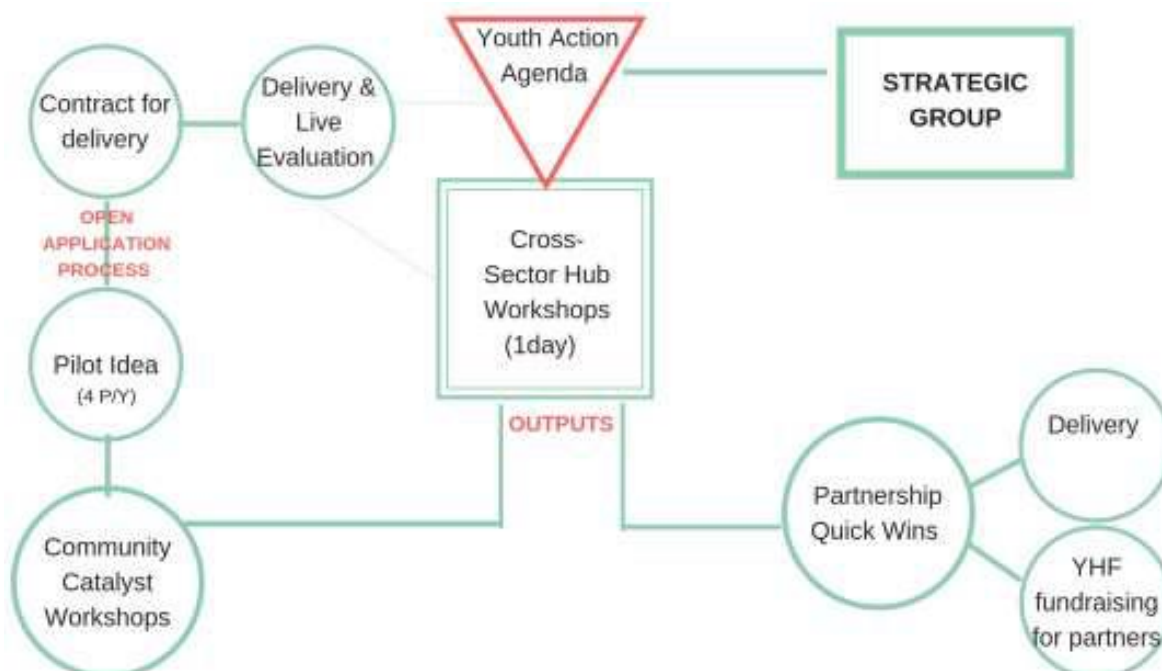 Youth Action
Agenda
STRATEGIC
GROUP
Contract for
delivery
Delivery &
Live
Evaluation
OPEN
APPLICATION
PROCESS
Cross-
Sector Hub
Workshops
(1day)
Pilot Idea
(4 P/Y)
OUTPUTS
Community
Catalyst
Workshops
Partnership
Quick Wins
Delivery
YHF
fundraising
for partners